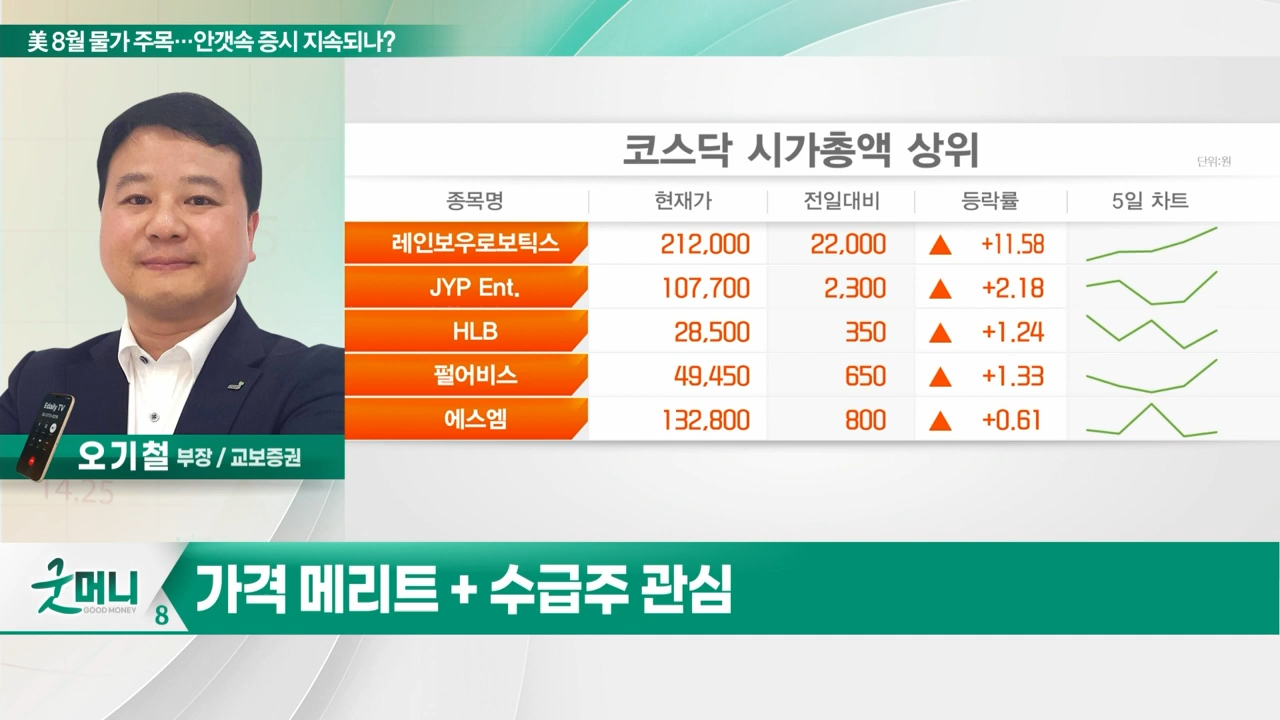 美 8월 물가 주목…안갯속 증시 지속되나?
코스닥 시가총액 상위
단위:원
종목명 현재가 전일대비 등락률 5일 차트
레인보우로보틱스 212,000 22,000 ▲ +11.58
JYP Ent. 107,700 2,300 ▲ +2.18
HLB 28,500 350 ▲ +1.24
펄어비스 49,450 650 ▲ +1.33
에스엠 132,800 800 ▲ +0.61
Edaily TV
오기철 부장 / 교보증권
14.25
굿머니 GOOD MONEY 8
가격 메리트 + 수급주 관심